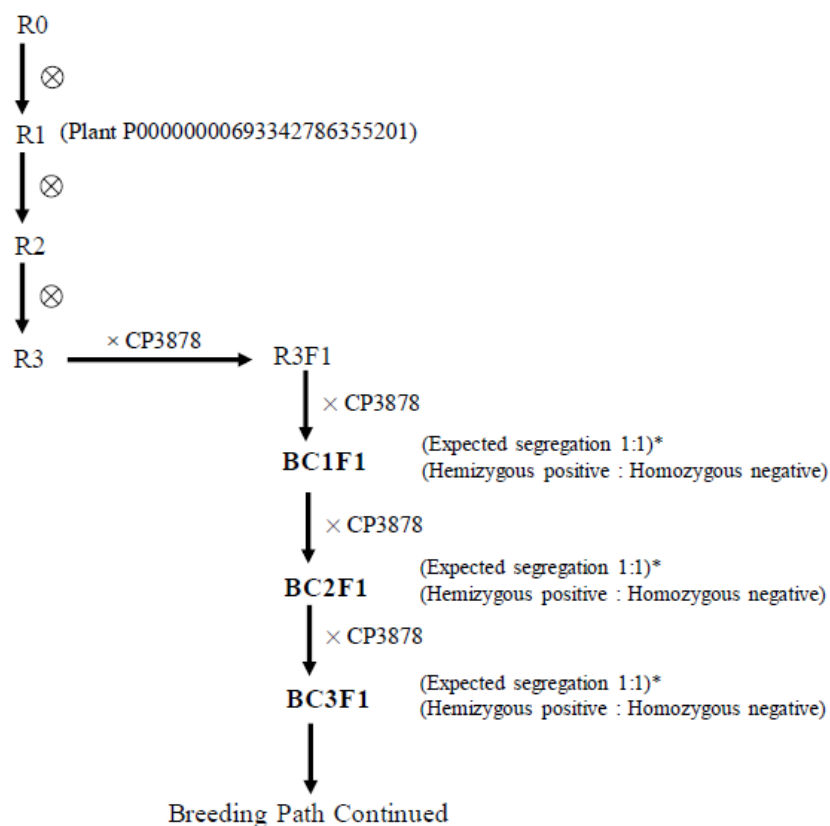 R0
⊗
R1 (Plant P00000000693342786355201)
⊗
R2
⊗
R3
× CP3878
R3F1
× CP3878
BC1F1
(Expected segregation 1:1)*
(Hemizygous positive : Homozygous negative)
× CP3878
BC2F1
(Expected segregation 1:1)*
(Hemizygous positive : Homozygous negative)
× CP3878
BC3F1
(Expected segregation 1:1)*
(Hemizygous positive : Homozygous negative)
Breeding Path Continued